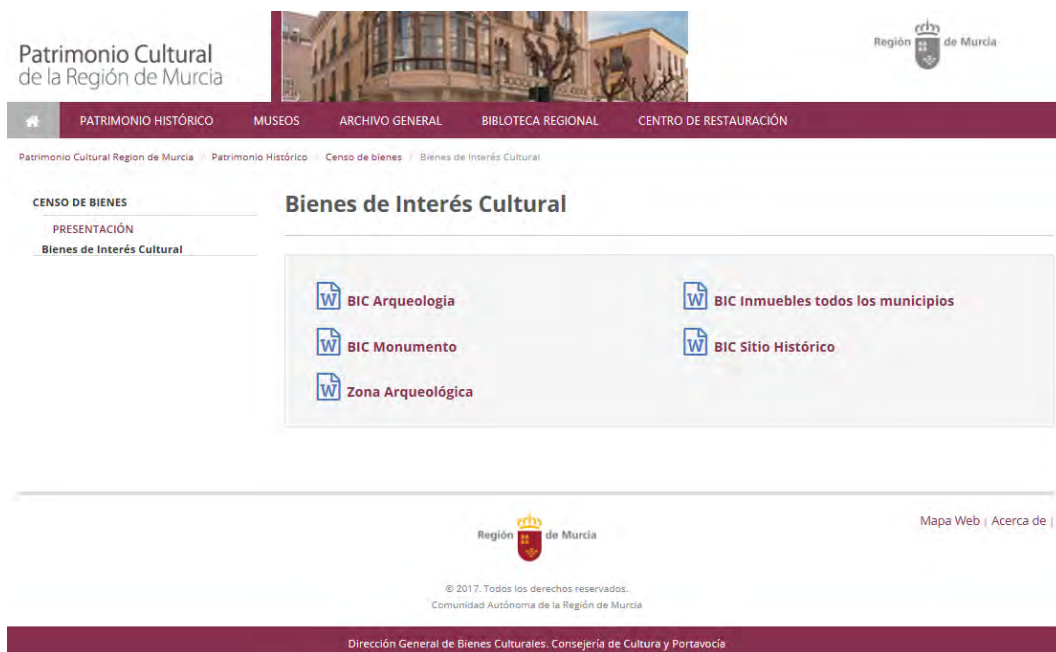 Patrimonio Cultural
de la Región de Murcia
Región de Murcia
PATRIMONIO HISTÓRICO MUSEOS ARCHIVO GENERAL BIBLIOTECA REGIONAL CENTRO DE RESTAURACIÓN
Patrimonio Cultural Region de Murcia / Patrimonio Histórico / Censo de bienes / Bienes de Interés Cultural
CENSO DE BIENES
PRESENTACIÓN
Bienes de Interés Cultural
Bienes de Interés Cultural
BIC Arqueologia
BIC Inmuebles todos los municipios
BIC Monumento
BIC Sitio Histórico
Zona Arqueológica
Región de Murcia
Mapa Web | Acerca de |
© 2017. Todos los derechos reservados.
Comunidad Autónoma de la Región de Murcia
Dirección General de Bienes Culturales. Consejería de Cultura y Portavocía